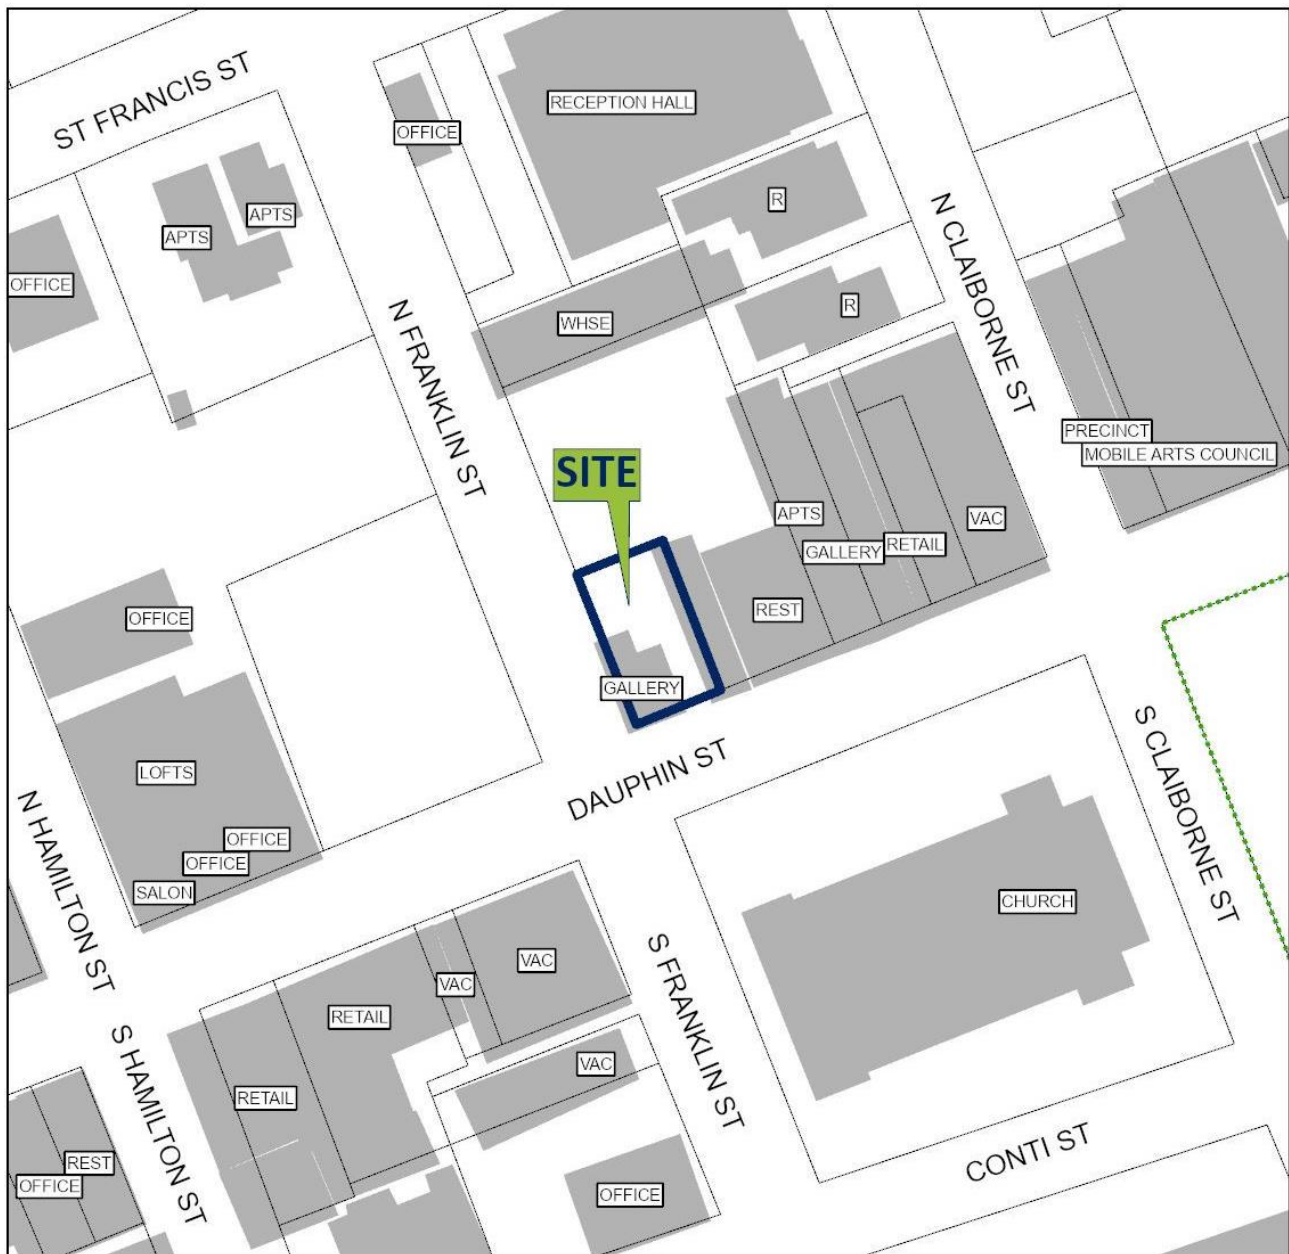 ST FRANCIS ST
RECEPTION HALL
OFFICE
R
APTS
APTS
N CLAIBORNE ST
OFFICE
R
WHSE
N FRANKLIN ST
PRECINCT
MOBILE ARTS COUNCIL
SITE
APTS
VAC
GALLERY
RETAIL
REST
OFFICE
GALLERY
LOFTS
DAUPHIN ST
S CLAIBORNE ST
OFFICE
OFFICE
SALON
N HAMILTON ST
CHURCH
VAC
VAC
RETAIL
S FRANKLIN ST
VAC
RETAIL
S HAMILTON ST
CONTI ST
REST
OFFICE
OFFICE